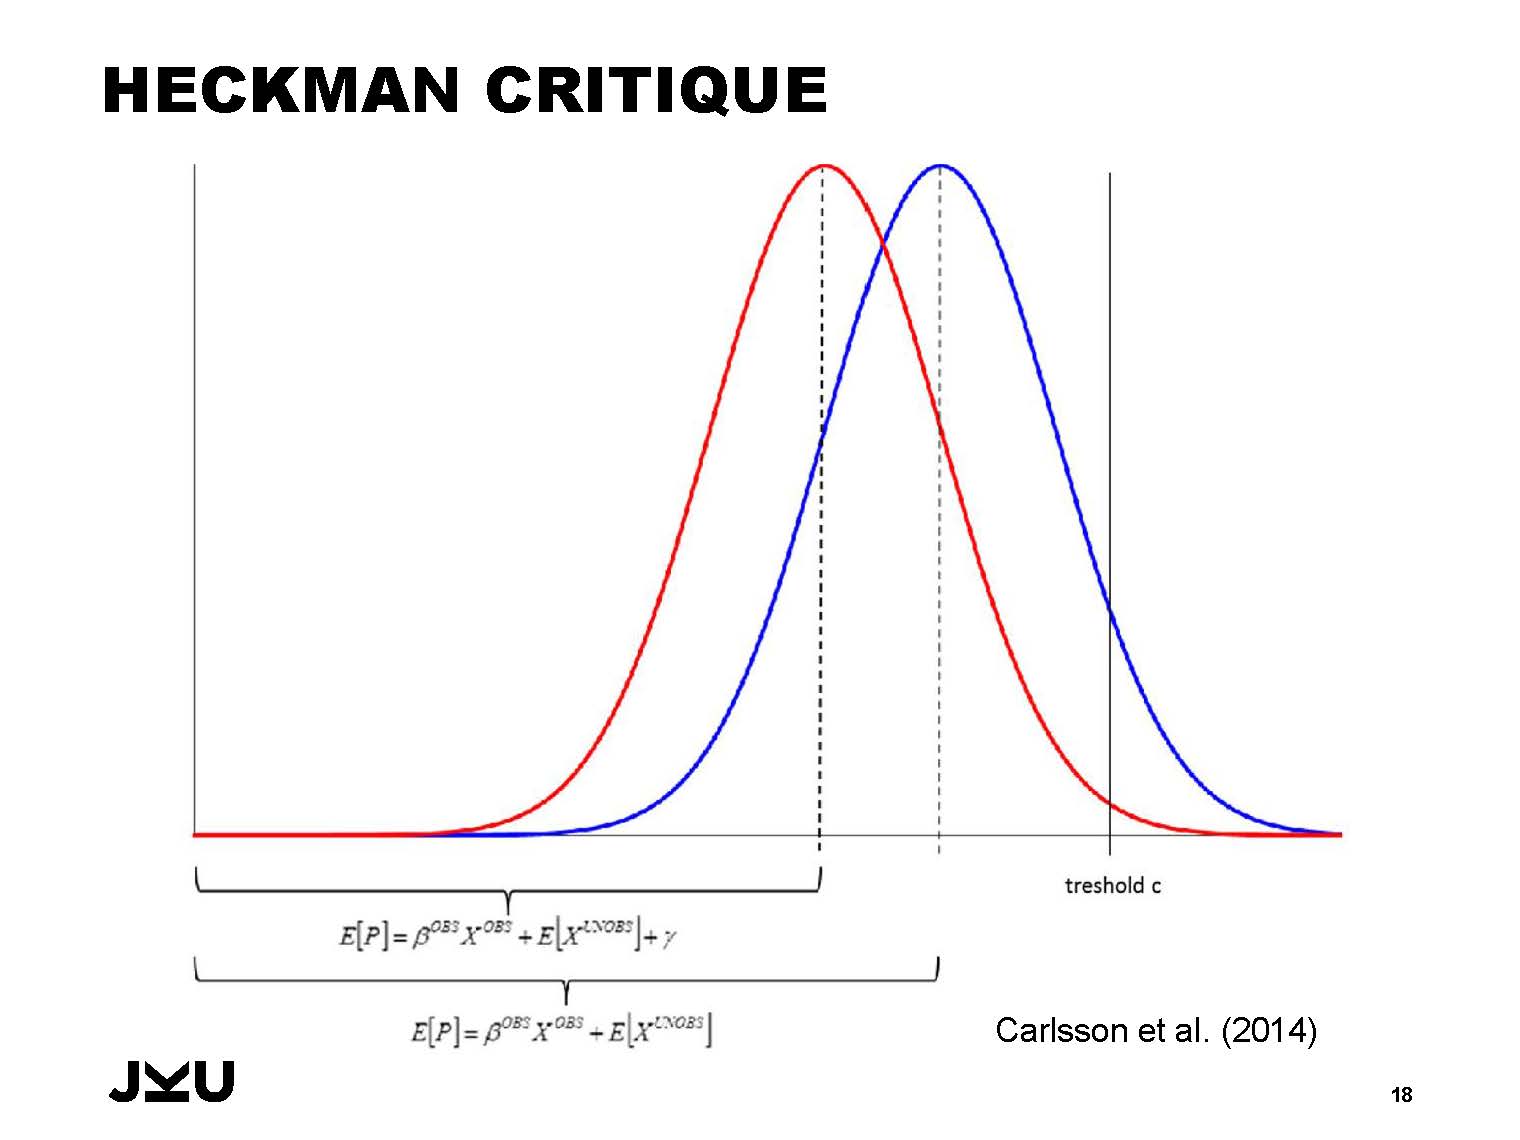 HECKMAN CRITIQUE
treshold c
E[P]=β^OBS X^OBS+E[X^UNOBS]+γ
E[P]=β^OBS X^OBS+E[X^UNOBS]
Carlsson et al. (2014)
JKU
18